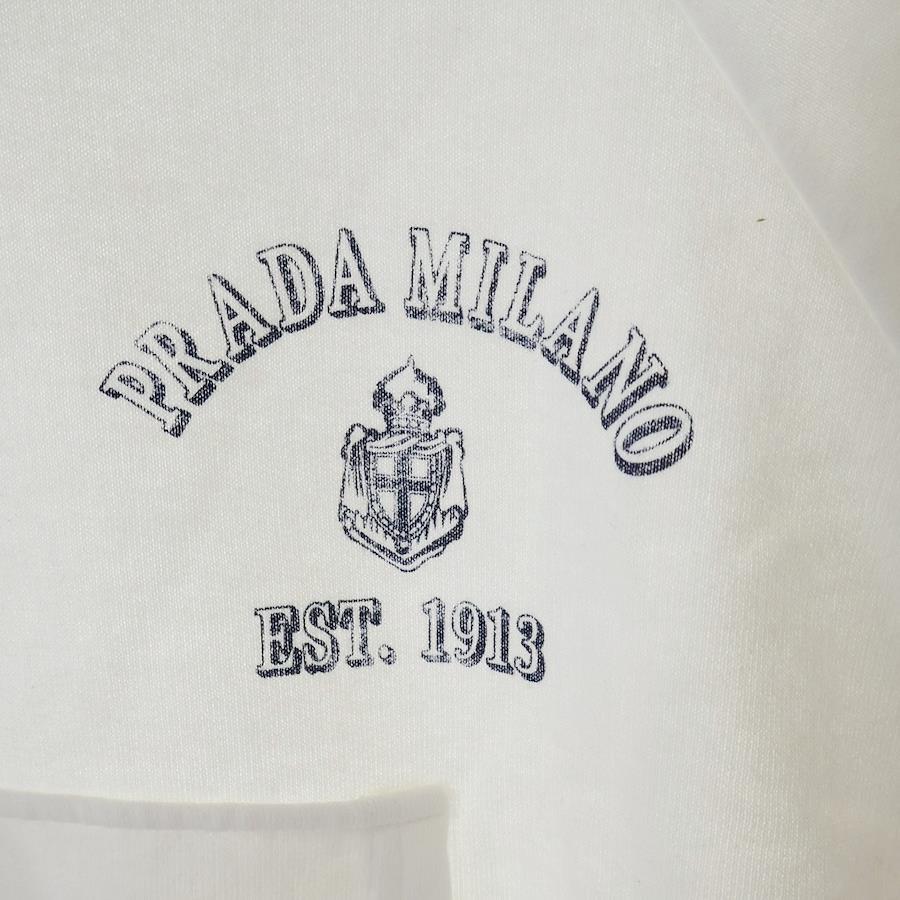 PRADA MILANO
EST. 1913